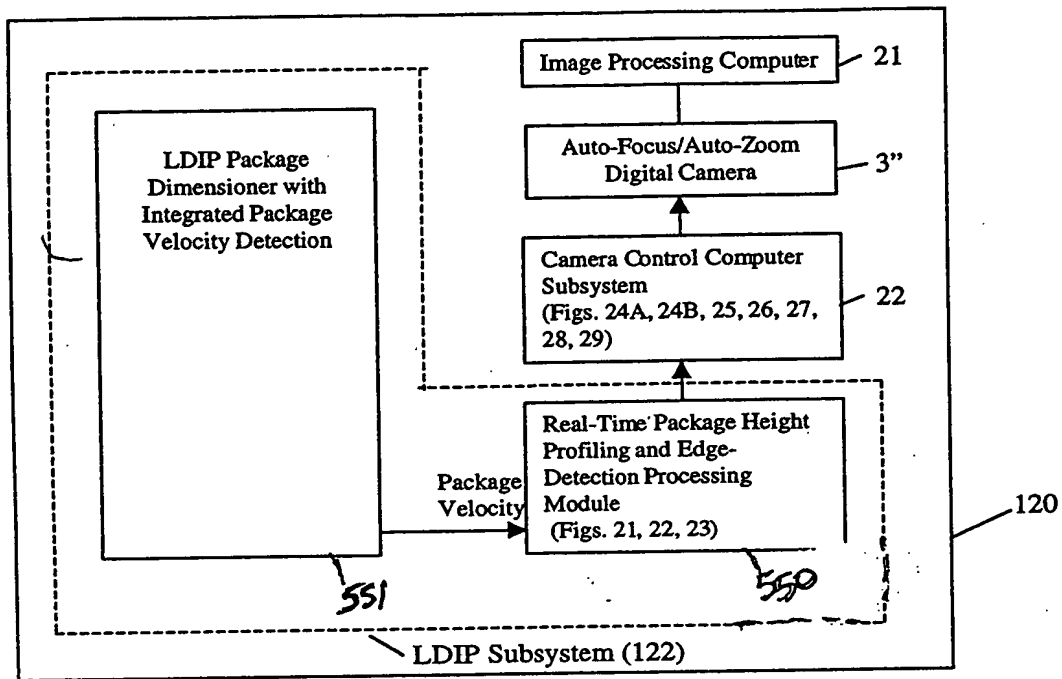 Image Processing Computer
21
Auto-Focus/Auto-Zoom
Digital Camera
3”
LDIP Package
Dimensioner with
Integrated Package
Velocity Detection
Camera Control Computer
Subsystem
(Figs. 24A, 24B, 25, 26, 27,
28, 29)
22
Real-Time Package Height
Profiling and Edge-
Detection Processing
Module
(Figs. 21, 22, 23)
Package
Velocity
120
551
550
LDIP Subsystem (122)